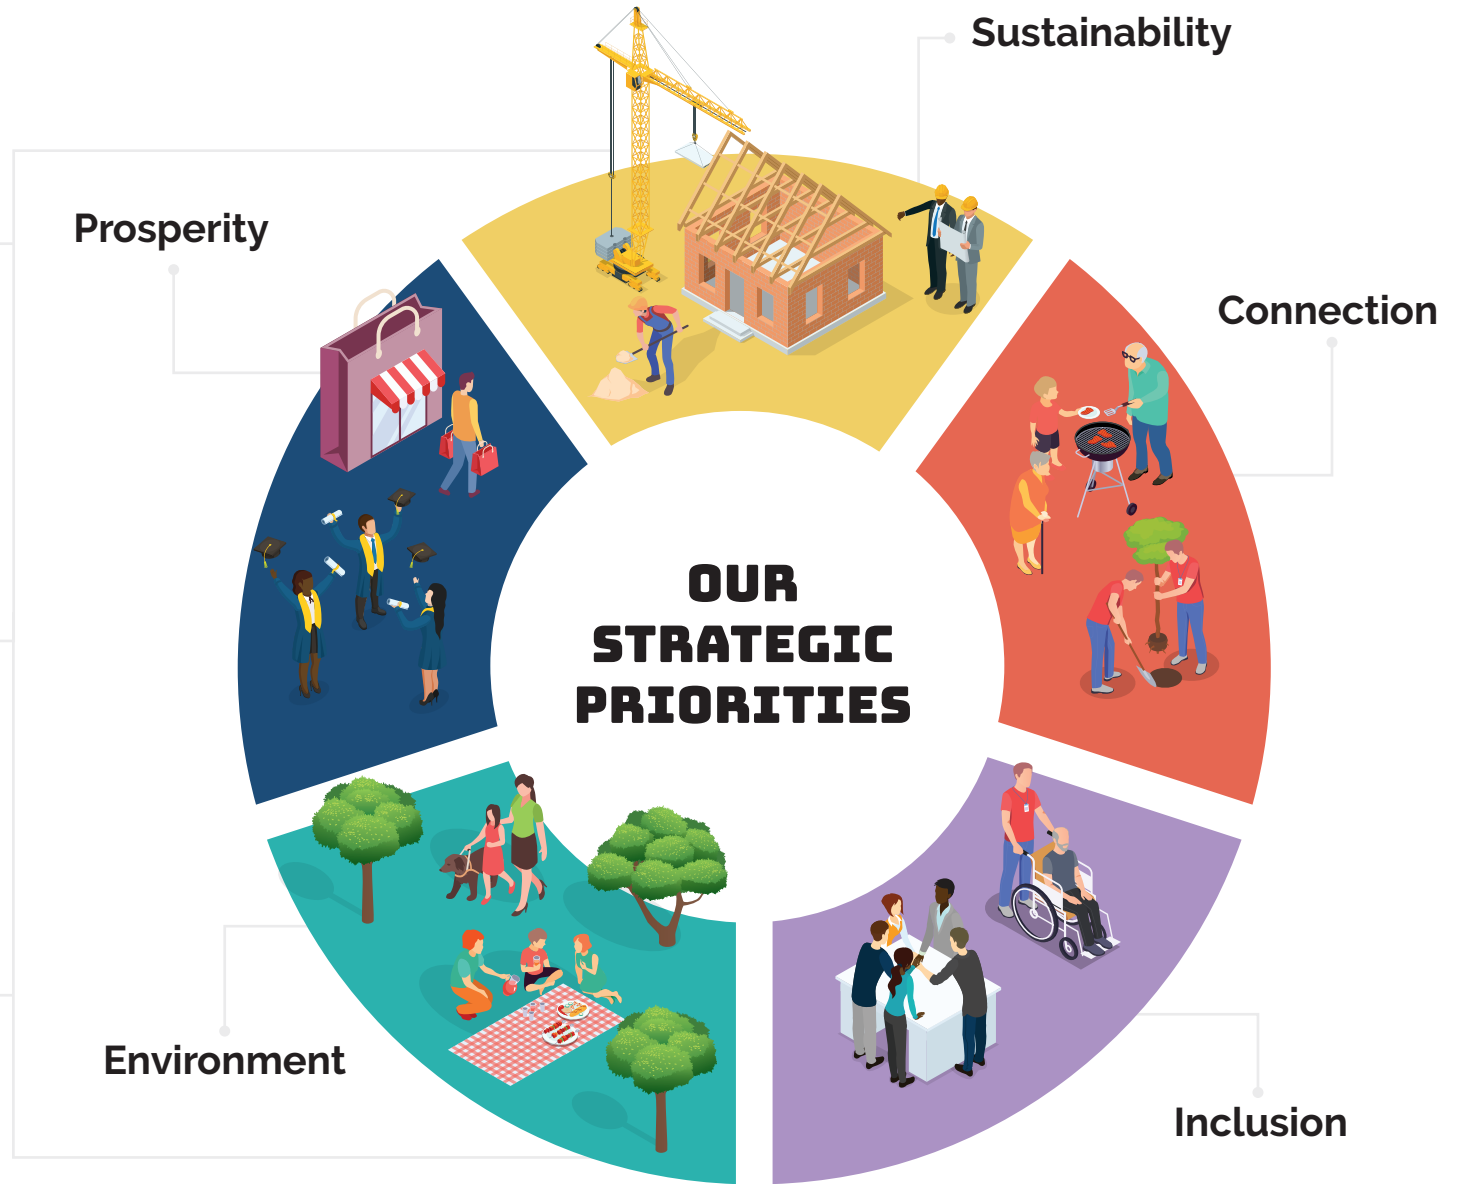 Sustainability
Prosperity
Connection
OUR
STRATEGIC
PRIORITIES
Environment
Inclusion